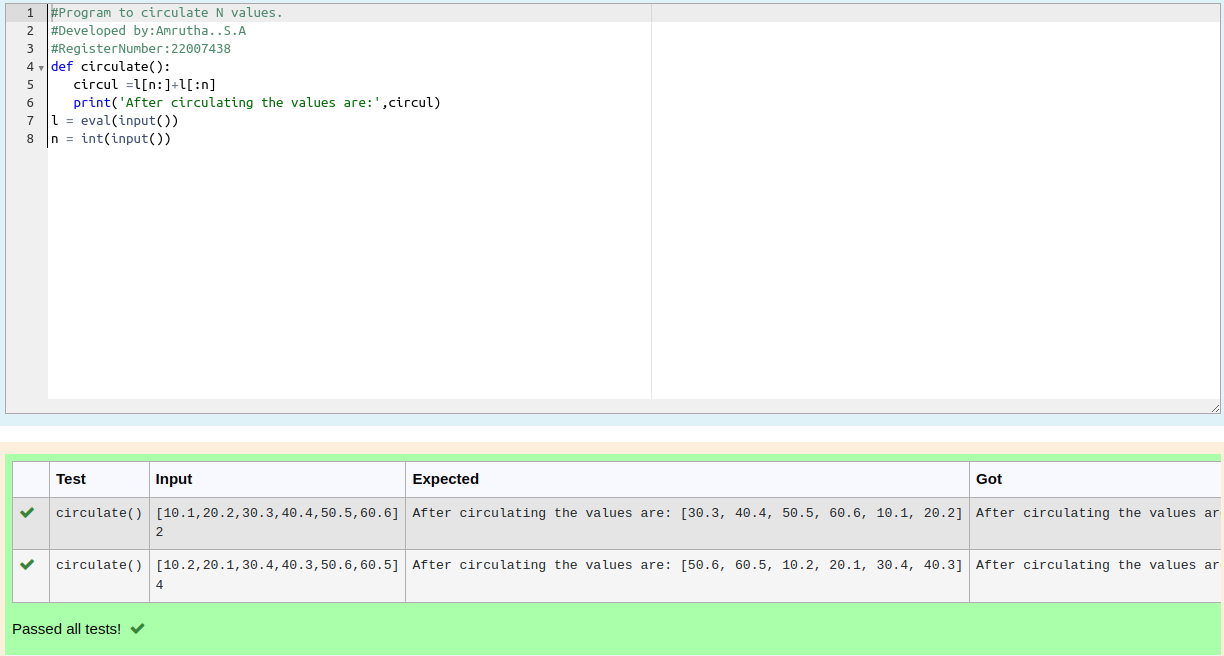 1 #Program to circulate N values.
2 #Developed by:Amrutha..S.A
3 #RegisterNumber:22007438
4 def circulate():
5 circul =l[n:]+l[:n]
6 print('After circulating the values are:',circul)
7 l = eval(input())
8 n = int(input())
Test Input Expected Got
circulate() [10.1,20.2,30.3,40.4,50.5,60.6] After circulating the values are: [30.3, 40.4, 50.5, 60.6, 10.1, 20.2] After circulating the values ar
2
circulate() [10.2,20.1,30.4,40.3,50.6,60.5] After circulating the values are: [50.6, 60.5, 10.2, 20.1, 30.4, 40.3] After circulating the values ar
4
Passed all tests!